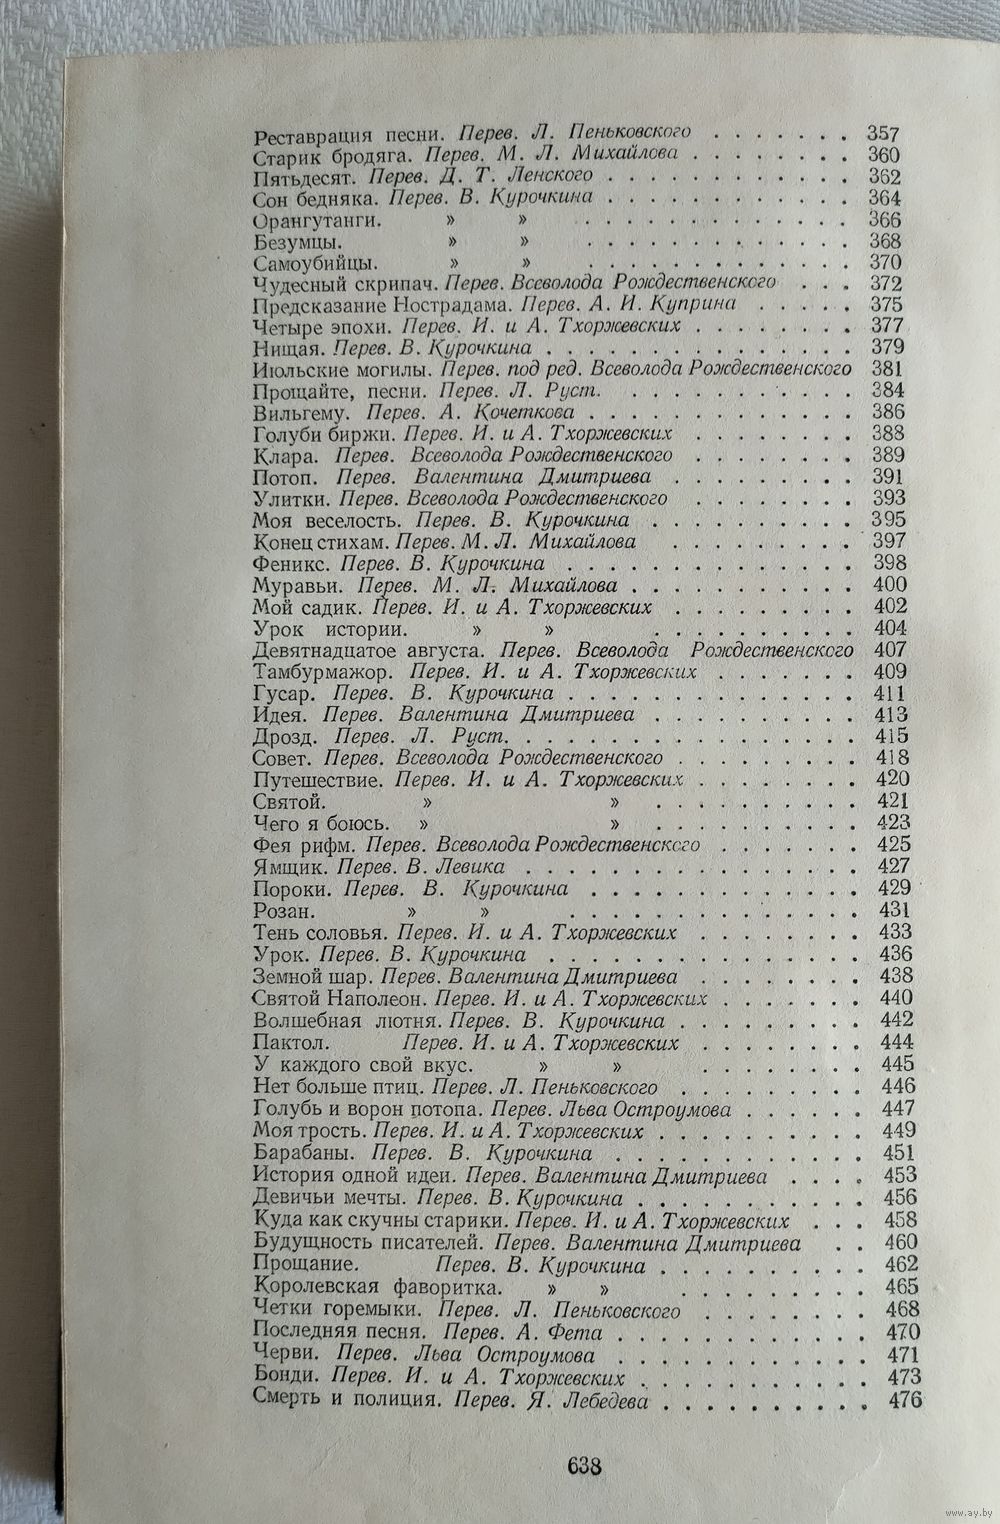 Реставрация песни. Перев. Л. Пеньковского . . . . . . . 357
Старик бродяга. Перев. М. Л. Михайлова . . . . . . . . 360
Пятьдесят. Перев. Д. Т. Ленского . . . . . . . . . . . . 362
Сон бедняка. Перев. В. Курочкина . . . . . . . . . . . . 364
Орангутанги. » » . . . . . . . . . . . . . 366
Безумцы. » » . . . . . . . . . . . . . 368
Самоубийцы. » » . . . . . . . . . . . . . 370
Чудесный скрипач. Перев. Всеволода Рождественского . . . 372
Предсказание Нострадама. Перев. А. И. Куприна . . . . . 375
Четыре эпохи. Перев. И. и А. Тхоржевских . . . . . . . . 377
Нищая. Перев. В. Курочкина . . . . . . . . . . . . . . . 379
Июльские могилы. Перев. под ред. Всеволода Рождественского 381
Прощайте, песни. Перев. Л. Руст. . . . . . . . . . . . 384
Вильгему. Перев. А. Кочеткова . . . . . . . . . . . . . 386
Голуби биржи. Перев. И. и А. Тхоржевских . . . . . . . . 388
Клара. Перев. Всеволода Рождественского . . . . . . . . 389
Потоп. Перев. Валентина Дмитриева . . . . . . . . . 391
Улитки. Перев. Всеволода Рождественского . . . . . . . . 393
Моя веселость. Перев. В. Курочкина . . . . . . . . . . 395
Конец стихам. Перев. М. Л. Михайлова . . . . . . . . . 397
Феникс. Перев. В. Курочкина . . . . . . . . . . . . . . 398
Муравьи. Перев. М. Л. Михайлова . . . . . . . . . . . 400
Мой садик. Перев. И. и А. Тхоржевских . . . . . . . . . 402
Урок истории. » » . . . . . . . . . . 404
Девятнадцатое августа. Перев. Всеволода Рождественского 407
Тамбурмажор. Перев. И. и А. Тхоржевских . . . . . . . 409
Гусар. Перев. В. Курочкина . . . . . . . . . . . . . . 411
Идея. Перев. Валентина Дмитриева . . . . . . . . . . 413
Дрозд. Перев. Л. Руст. . . . . . . . . . . . . . . . . 415
Совет. Перев. Всеволода Рождественского . . . . . . . . . 418
Путешествие. Перев. И. и А. Тхоржевских . . . . . . . . 420
Святой. » » . . . . . . . . . . 421
Чего я боюсь. » » . . . . . . . . . . 423
Фея рифм. Перев. Всеволода Рождественского . . . . . . . 425
Ямщик. Перев. В. Левика . . . . . . . . . . . . . . . . 427
Пороки. Перев. В. Курочкина . . . . . . . . . . . . . 429
Розан. » » . . . . . . . . . . . . . . 431
Тень соловья. Перев. И. и А. Тхоржевских . . . . . . . . 433
Урок. Перев. В. Курочкина . . . . . . . . . . . . . . . 436
Земной шар. Перев. Валентина Дмитриева . . . . . . . . 438
Святой Наполеон. Перев. И. и А. Тхоржевских . . . . . . . 440
Волшебная лютня. Перев. В. Курочкина . . . . . . . . . 442
Пактол. Перев. И. и А. Тхоржевских . . . . . . . . 444
У каждого свой вкус. » » . . . . . . . . 445
Нет больше птиц. Перев. Л. Пеньковского . . . . . . . . . 446
Голубь и ворон потопа. Перев. Льва Остроумова . . . . . . 447
Моя трость. Перев. И. и А. Тхоржевских . . . . . . . . . . 449
Барабаны. Перев. В. Курочкина . . . . . . . . . . . . 451
История одной идеи. Перев. Валентина Дмитриева . . . . 453
Девичьи мечты. Перев. В. Курочкина . . . . . . . . . . . 456
Куда как скучны старики. Перев. И. и А. Тхоржевских . . . 458
Будущность писателей. Перев. Валентина Дмитриева . . 460
Прощание. Перев. В. Курочкина . . . . . . . . . . 462
Королевская фаворитка. » » . . . . . . . . . 465
Четки горемыки. Перев. Л. Пеньковского . . . . . . . . 468
Последняя песня. Перев. А. Фета . . . . . . . . . . . . 470
Черви. Перев. Льва Остроумова . . . . . . . . . . . . 471
Бонди. Перев. И. и А. Тхоржевских . . . . . . . . . . . 473
Смерть и полиция. Перев. Я. Лебедева . . . . . . . . . . 476
638
www.ay.by